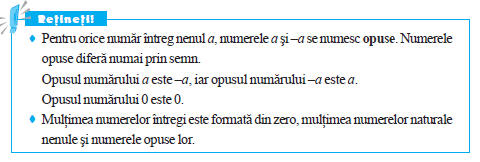 Reţineţi!
♦ Pentru orice număr întreg nenul a, numerele a şi –a se numesc opuse. Numerele
opuse diferă numai prin semn.
Opusul numărului a este –a, iar opusul numărului –a este a.
Opusul numărului 0 este 0.
♦ Mulţimea numerelor întregi este formată din zero, mulţimea numerelor naturale
nenule şi numerele opuse lor.